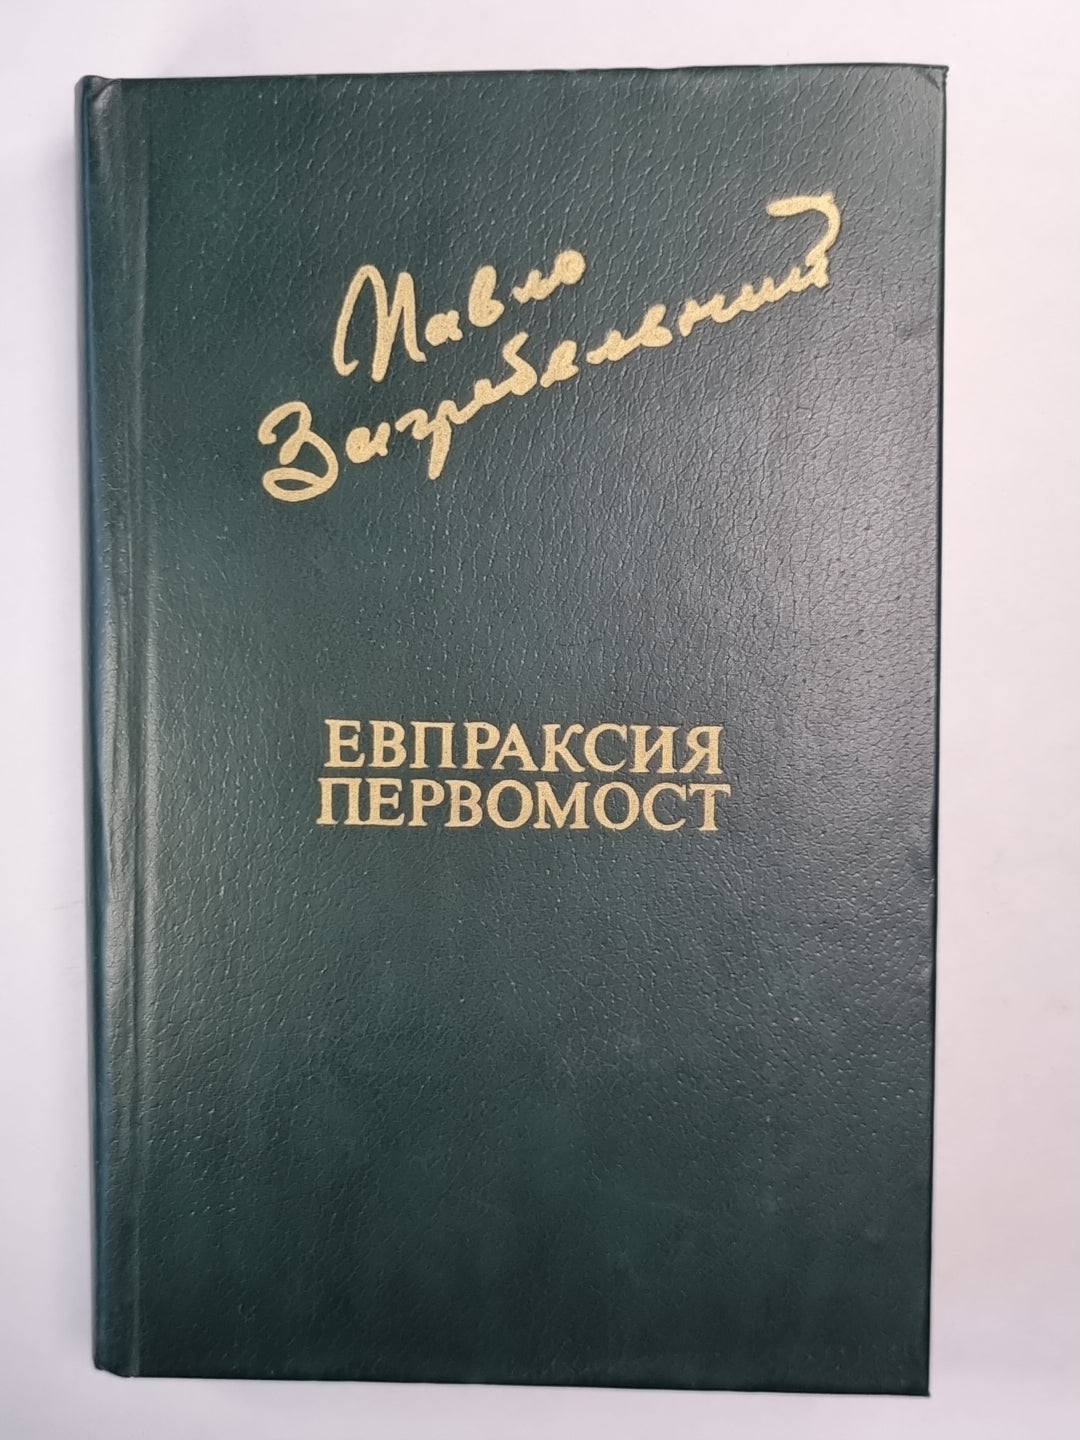 Павло
Загребельний
ЕВПРАКСИЯ
ПЕРВОМОСТ